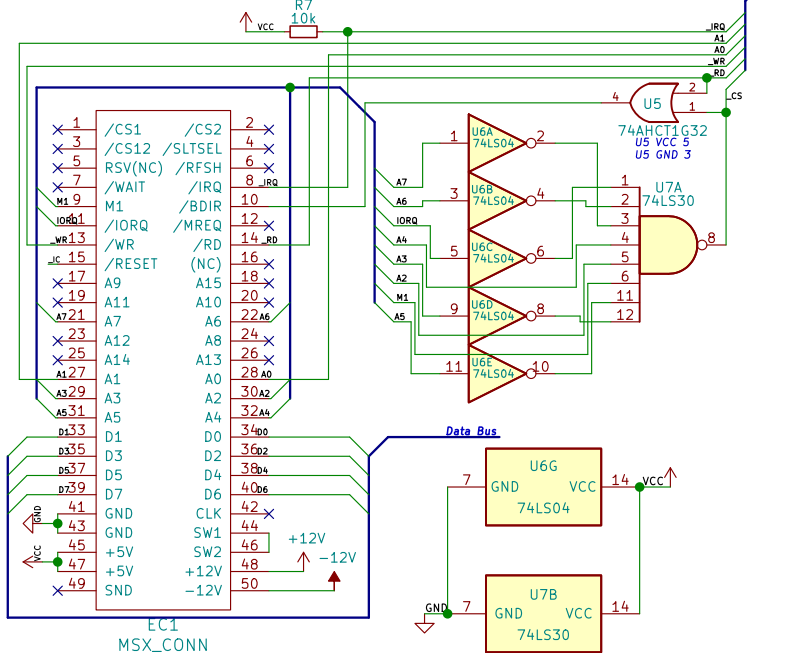 R7
10k
VCC
_IRQ
A1
A0
_WR
_RD
_CS
2
1
4
U5
74AHCT1G32
U5 VCC 5
U5 GND 3
1 /CS1 /CS2 2
3 /CS12 /SLTSEL 4
5 RSV(NC) /RFSH 6
7 /WAIT /IRQ 8 _IRQ
M1 9 M1 /BDIR 10
IORQ 11 /IORQ /MREQ 12
_WR 13 /WR /RD 14 _RD
_IC 15 /RESET (NC) 16
17 A9 A15 18
19 A11 A10 20
A7 21 A7 A6 22 A6
23 A12 A8 24
25 A14 A13 26
A1 27 A1 A0 28 A0
A3 29 A3 A2 30 A2
A5 31 A5 A4 32 A4
D1 33 D1 D0 34 D0
D3 35 D3 D2 36 D2
D5 37 D5 D4 38 D4
D7 39 D7 D6 40 D6
41 GND CLK 42
GND
43 GND SW1 44
45 +5V SW2 46
VCC
47 +5V +12V 48
49 SND -12V 50
+12V
-12V
EC1
MSX_CONN
A7
A6
IORQ
A4
A3
A2
M1
A5
1 U6A 2
74LS04
3 U6B 4
74LS04
5 U6C 6
74LS04
9 U6D 8
74LS04
11 U6E 10
74LS04
U7A
74LS30
1
2
3
4
5
6
11
12
8
Data Bus
U6G
7 GND VCC 14 VCC
74LS04
U7B
GND 7 GND VCC 14
74LS30